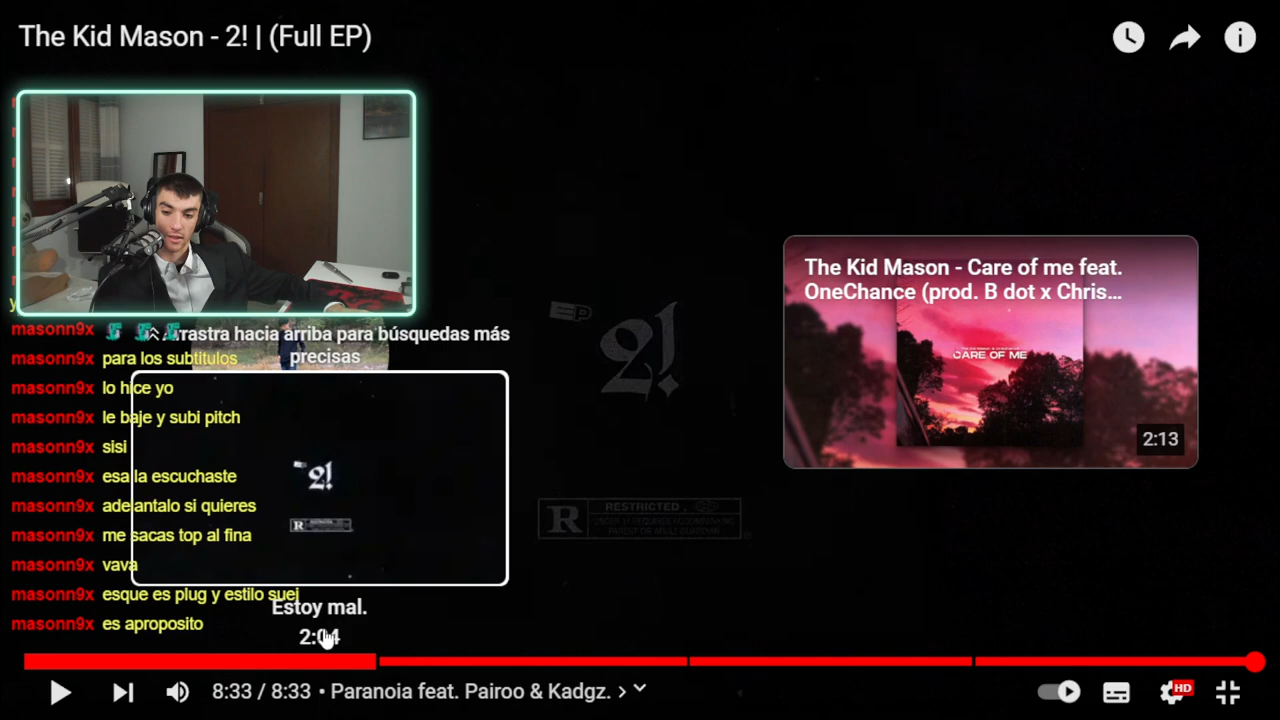 The Kid Mason - 2! | (Full EP)
masonn9x
Arrastra hacia arriba para búsquedas más
precisas
masonn9x para los subtitulos
masonn9x lo hice yo
masonn9x le baje y subi pitch
masonn9x sisi
masonn9x esa la escuchaste
masonn9x adelantalo si quieres
masonn9x me sacas top al fina
masonn9x vava
masonn9x esque es plug y estilo suej
masonn9x es aproposito
2!
R
Estoy mal.
2:04
EP
2!
R RESTRICTED
The Kid Mason - Care of me feat.
OneChance (prod. B dot x Chris...
CARE OF ME
2:13
8:33 / 8:33 • Paranoia feat. Pairoo & Kadgz. ›
HD